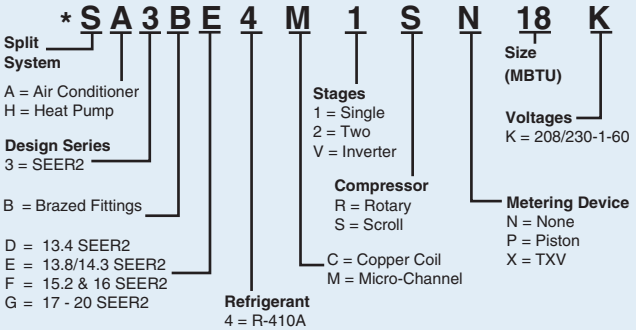 * S A 3 B E 4 M 1 S N 18 K
Split
System
A = Air Conditioner
H = Heat Pump
Design Series
3 = SEER2
B = Brazed Fittings
D = 13.4 SEER2
E = 13.8/14.3 SEER2
F = 15.2 & 16 SEER2
G = 17 - 20 SEER2
Refrigerant
4 = R-410A
C = Copper Coil
M = Micro-Channel
Stages
1 = Single
2 = Two
V = Inverter
Compressor
R = Rotary
S = Scroll
Metering Device
N = None
P = Piston
X = TXV
Size
(MBTU)
Voltages
K = 208/230-1-60